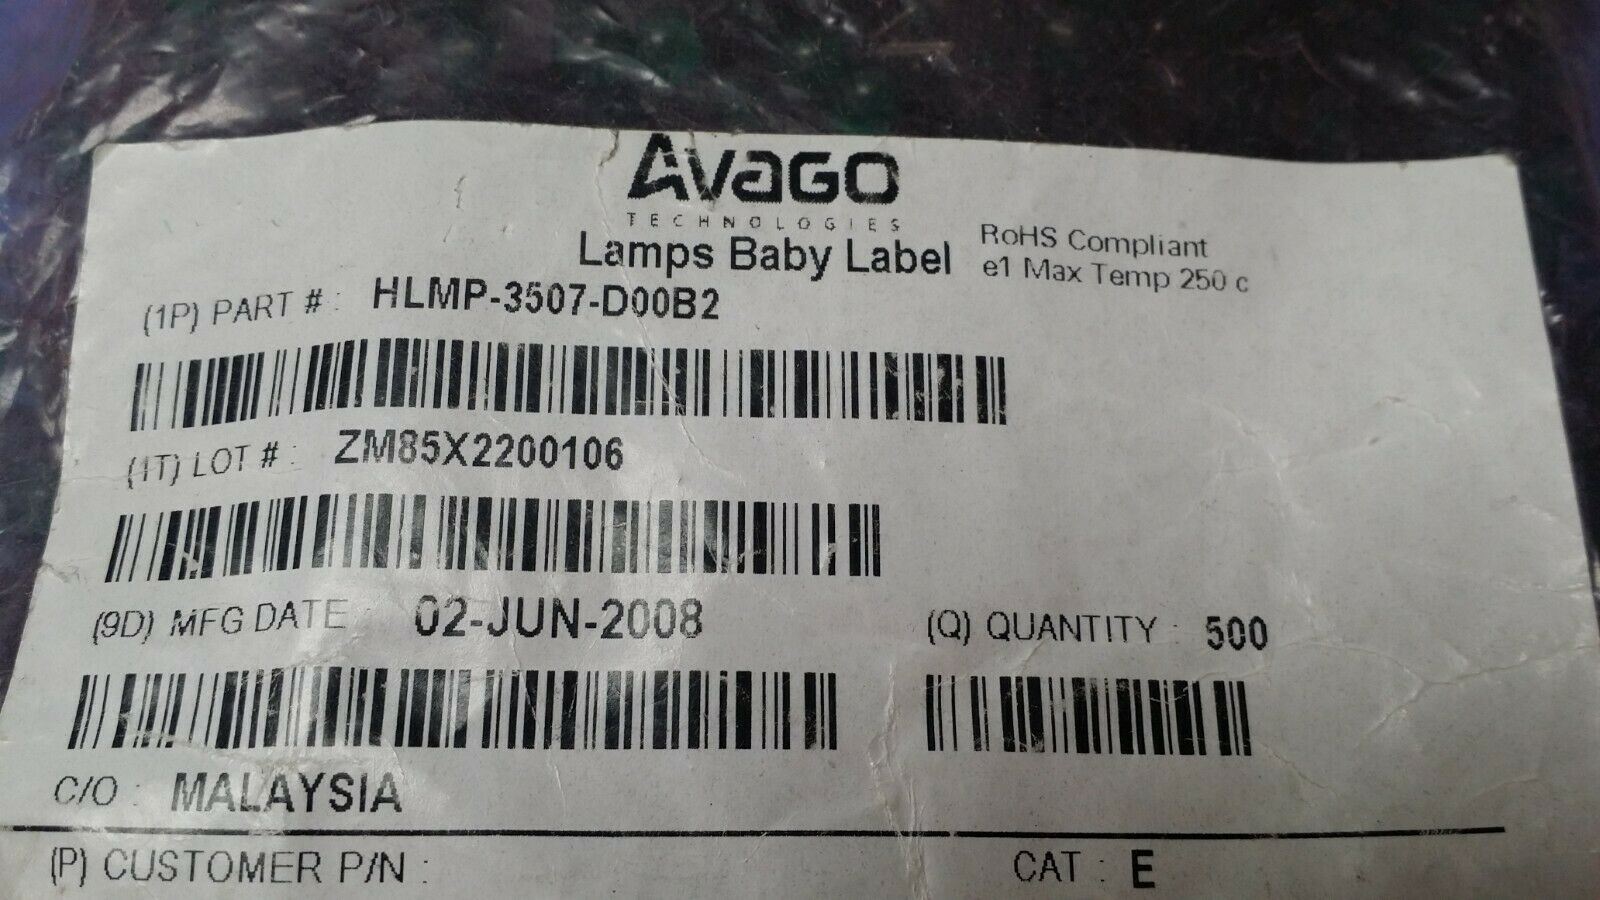 AVAGO
TECHNOLOGIES
Lamps Baby Label
RoHS Compliant
e1 Max Temp 250 c
(1P) PART # : HLMP-3507-D00B2
(1T) LOT # : ZM85X2200106
(9D) MFG DATE : 02-JUN-2008
(Q) QUANTITY : 500
C/O : MALAYSIA
(P) CUSTOMER P/N :
CAT : E